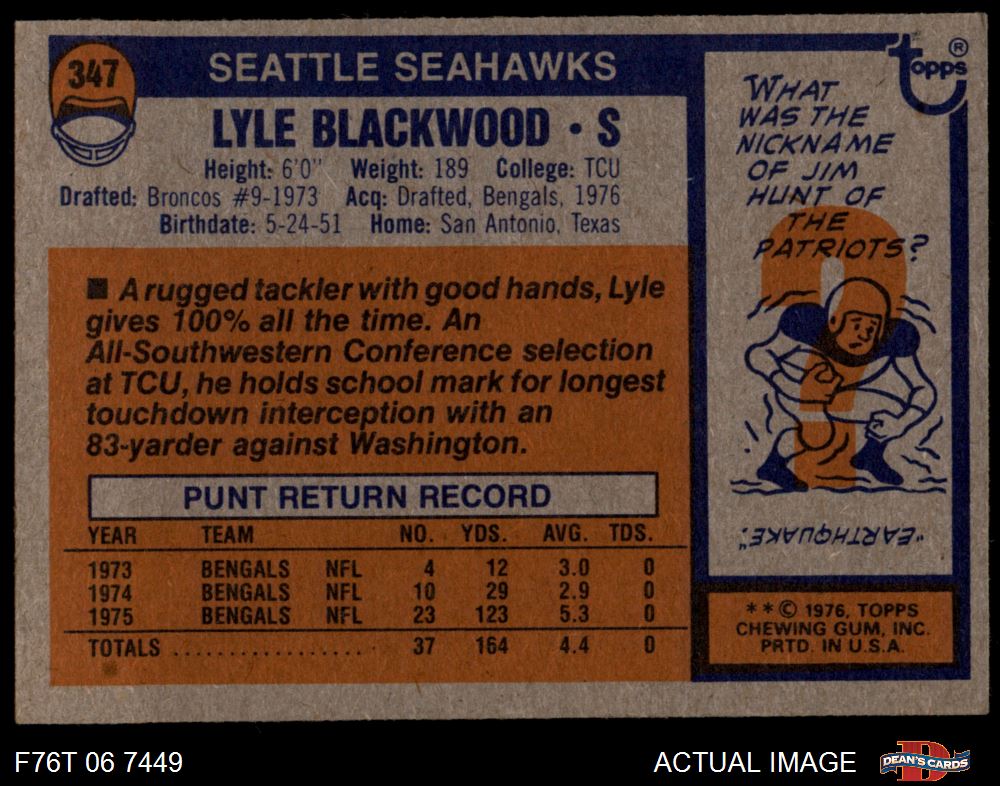 347
SEATTLE SEAHAWKS
LYLE BLACKWOOD • S
Height: 6'0" Weight: 189 College: TCU
Drafted: Broncos #9-1973 Acq: Drafted, Bengals, 1976
Birthdate: 5-24-51 Home: San Antonio, Texas
■ A rugged tackler with good hands, Lyle
gives 100% all the time. An
All-Southwestern Conference selection
at TCU, he holds school mark for longest
touchdown interception with an
83-yarder against Washington.
PUNT RETURN RECORD
YEAR TEAM NO. YDS. AVG. TDS.
1973 BENGALS NFL 4 12 3.0 0
1974 BENGALS NFL 10 29 2.9 0
1975 BENGALS NFL 23 123 5.3 0
TOTALS .................... 37 164 4.4 0
topps ®
WHAT
WAS THE
NICKNAME
OF JIM
HUNT OF
THE
PATRIOTS?
"EARTHQUAKE."
* * © 1976, TOPPS
CHEWING GUM, INC.
PRTD. IN U.S.A.
F76T 06 7449
ACTUAL IMAGE
D
DEAN'S CARDS